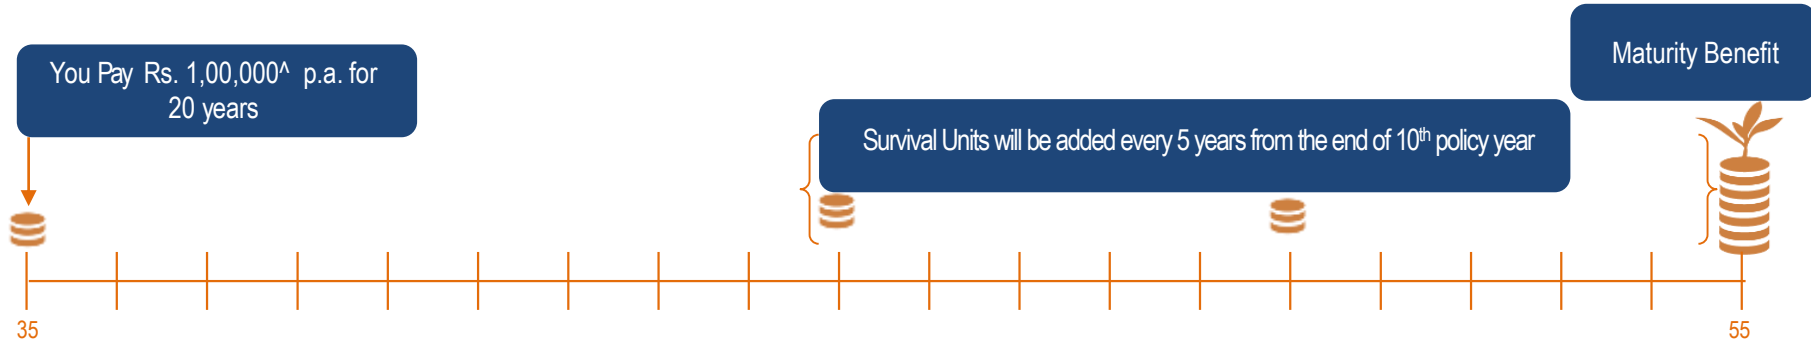 You Pay Rs. 1,00,000^ p.a. for
20 years
Survival Units will be added every 5 years from the end of 10th policy year
Maturity Benefit
35
55